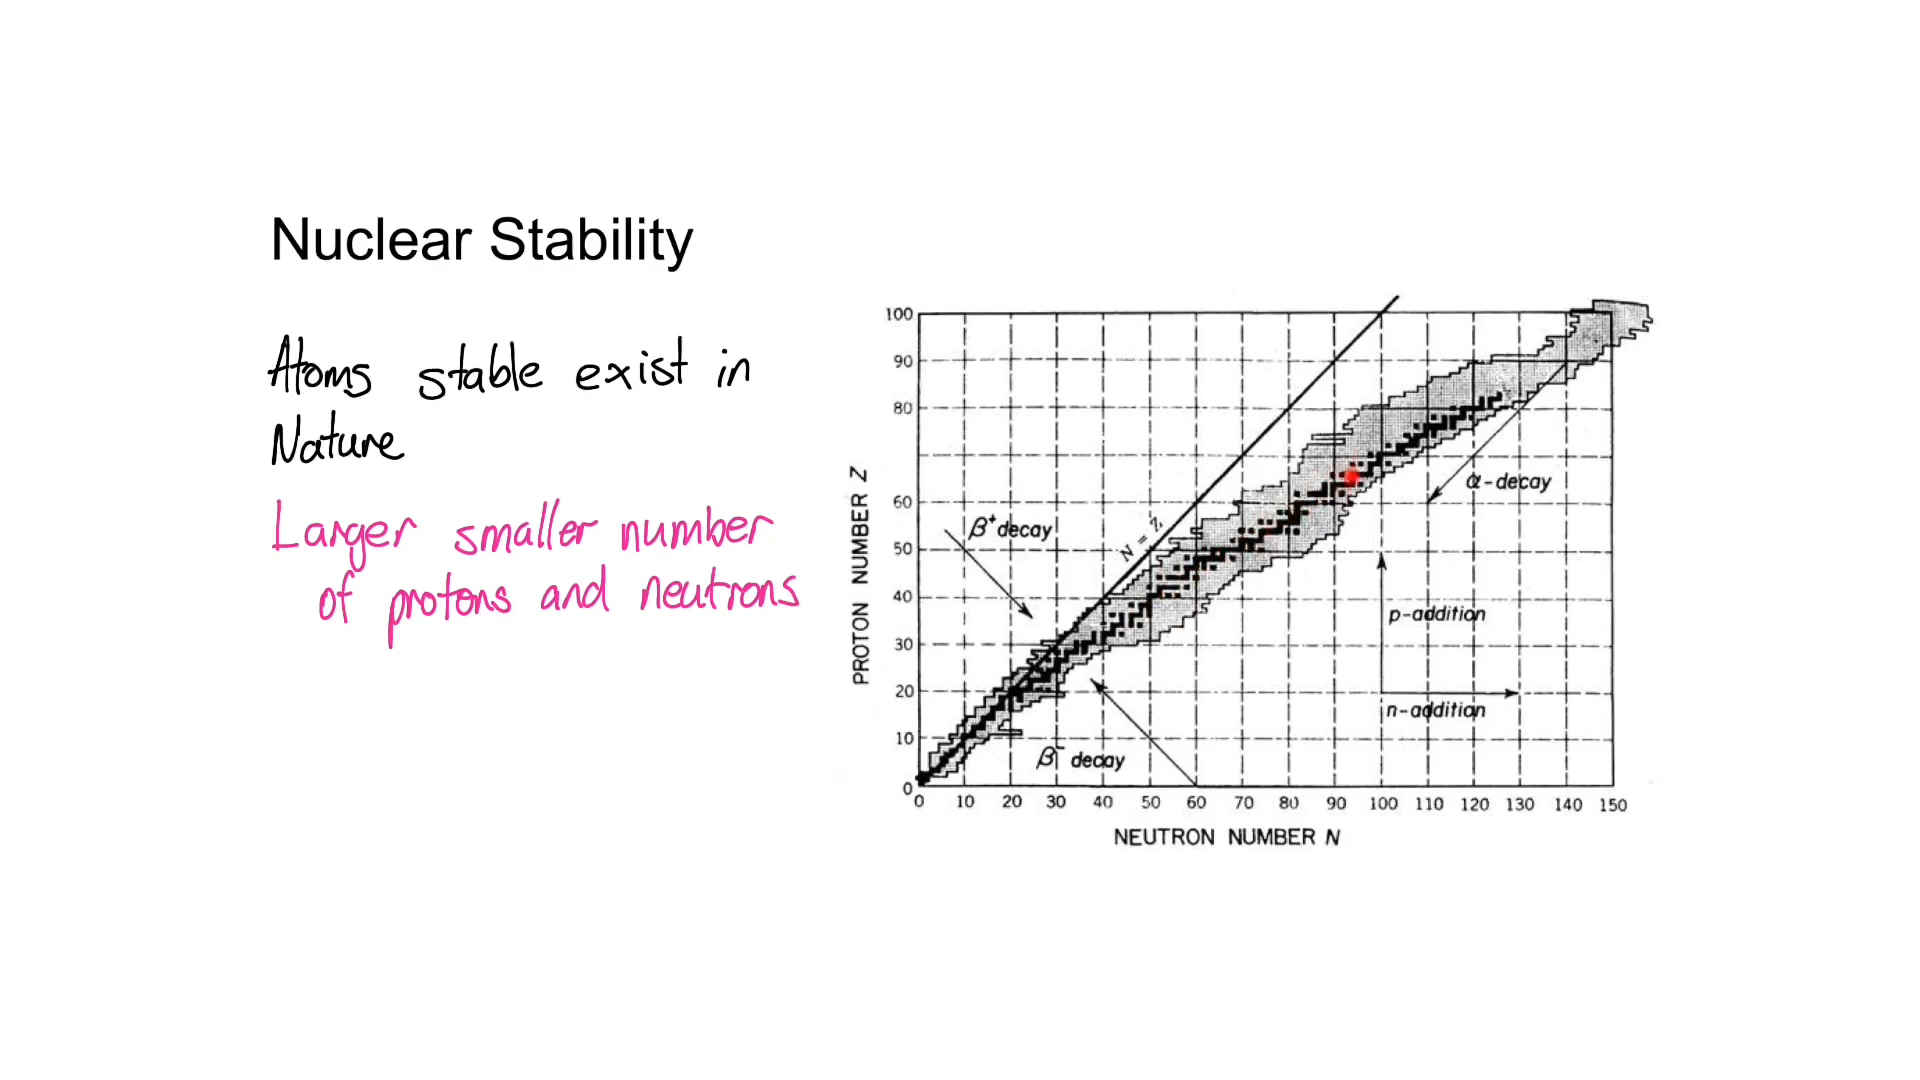 Nuclear Stability
Atoms stable exist in
Nature
Larger smaller number
of protons and neutrons
PROTON NUMBER Z
100
90
80
60
50
40
30
20
10
0
0 10 20 30 40 50 60 70 80 90 100 110 120 130 140 150
NEUTRON NUMBER N
β⁺ decay
N = Z
α-decay
p-addition
n-addition
β⁻ decay